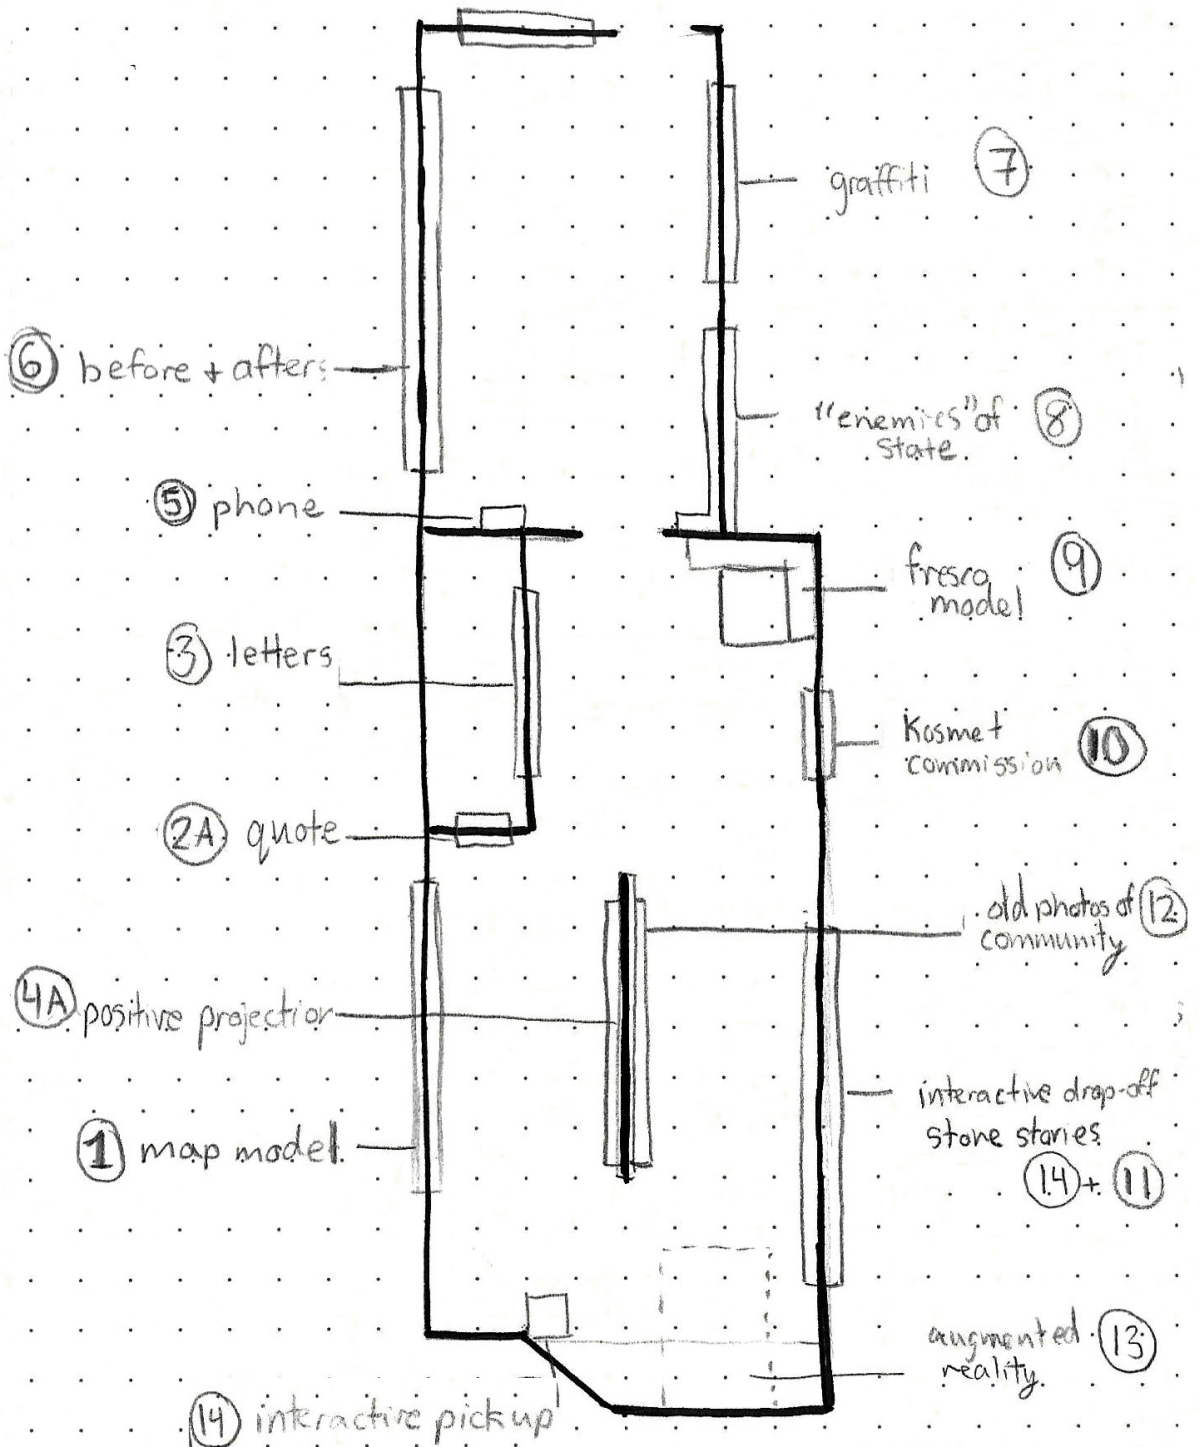 graffiti 7
6 before + afters
"enemies" of 8
state
5 phone
fresco 9
model
3 letters
Kosmet
commission 10
2A quote
old photos of 12
community
4A positive projection
interactive drop-off
stone stories
14 + 11
1 map model
augmented 13
reality
14 interactive pick up